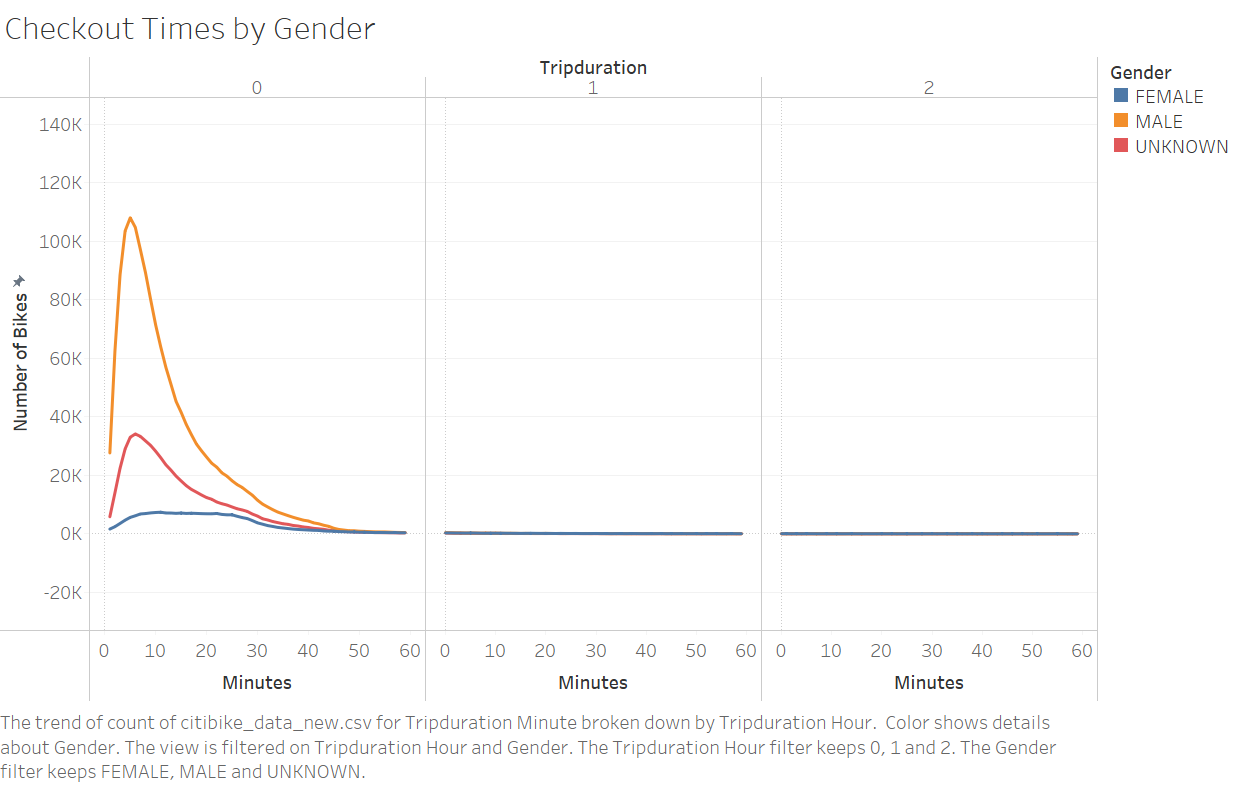 Checkout Times by Gender
Tripduration
0 1 2
Gender
FEMALE
MALE
UNKNOWN
140K
120K
100K
80K
60K
40K
20K
0K
-20K
Number of Bikes
0 10 20 30 40 50 60 0 10 20 30 40 50 60 0 10 20 30 40 50 60
Minutes Minutes Minutes
The trend of count of citibike_data_new.csv for Tripduration Minute broken down by Tripduration Hour.  Color shows details
about Gender. The view is filtered on Tripduration Hour and Gender. The Tripduration Hour filter keeps 0, 1 and 2. The Gender
filter keeps FEMALE, MALE and UNKNOWN.